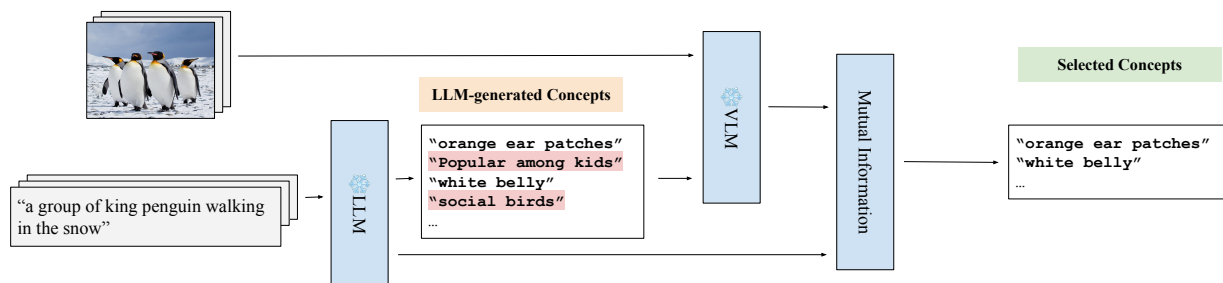 “a group of king penguin walking
in the snow”
LLM
LLM-generated Concepts
“orange ear patches”
“Popular among kids”
“white belly”
“social birds”
…
VLM
Mutual Information
Selected Concepts
“orange ear patches”
“white belly”
…